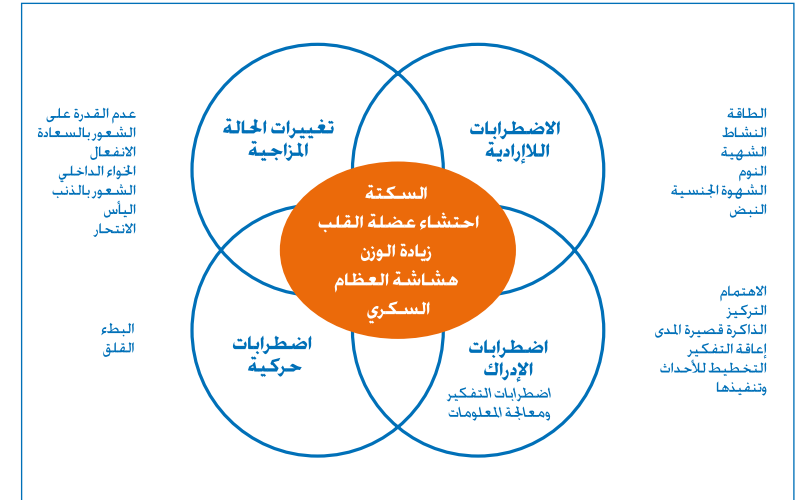 الاضطرابات
اللاإرادية
الطاقة
النشاط
الشهية
النوم
الشهوة الجنسية
النبض
تغييرات الحالة
المزاجية
عدم القدرة على
الشعور بالسعادة
الانفعال
الخواء الداخلي
الشعور بالذنب
اليأس
الانتحار
السكتة
احتشاء عضلة القلب
زيادة الوزن
هشاشة العظام
السكري
اضطرابات
الإدراك
اضطرابات التفكير
ومعالجة المعلومات
الاهتمام
التركيز
الذاكرة قصيرة المدى
إعاقة التفكير
التخطيط للأحداث
وتنفيذها
اضطرابات
حركية
البطء
القلق